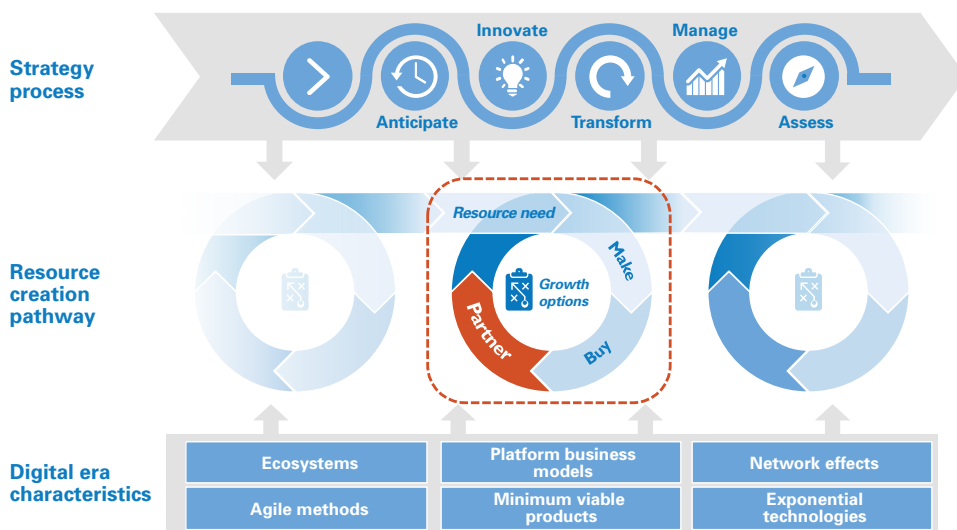 Strategy
process
Innovate
Manage
Anticipate
Transform
Assess
Resource
creation
pathway
Resource need
Make
Growth
options
Partner
Buy
Digital era
characteristics
Ecosystems
Platform business
models
Network effects
Agile methods
Minimum viable
products
Exponential
technologies